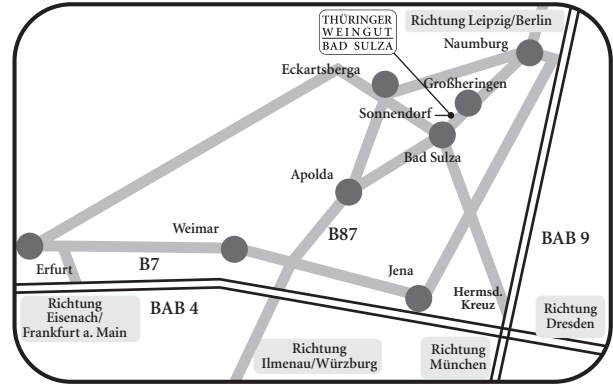 THÜRINGER
WEINGUT
BAD SULZA
Richtung Leipzig/Berlin
Naumburg
Eckartsberga
Großheringen
Sonnendorf
Bad Sulza
Apolda
Weimar
B87
BAB 9
Erfurt
B7
Jena
Hermsd.
Kreuz
BAB 4
Richtung
Eisenach/
Frankfurt a. Main
Richtung
Dresden
Richtung
Ilmenau/Würzburg
Richtung
München